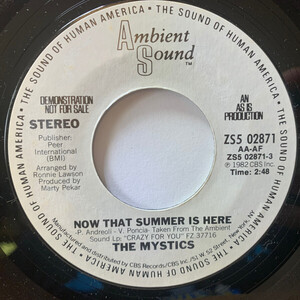 THE SOUND OF HUMAN AMERICA • THE SOUND OF HUMAN AMERICA • THE SOUND OF HUMAN AMERICA •
Ambient
Sound
TM
DEMONSTRATION
NOT FOR SALE
STEREO
Publisher,
Peer
International
(BMI)
Arranged by
Ronnie Lawson
Produced by
Marty Pekar
AN
AS IS
PRODUCTION
ZS5 02871
AA-AF
ZS5 02871-3
℗ 1982 CBS Inc.
Time: 2:48
NOW THAT SUMMER IS HERE
-P. Andreoli - V. Poncia- Taken From The Ambient
Sound Lp: "CRAZY FOR YOU" FZ 37716
THE MYSTICS
Manufactured and distributed by CBS Records/CBS Inc.